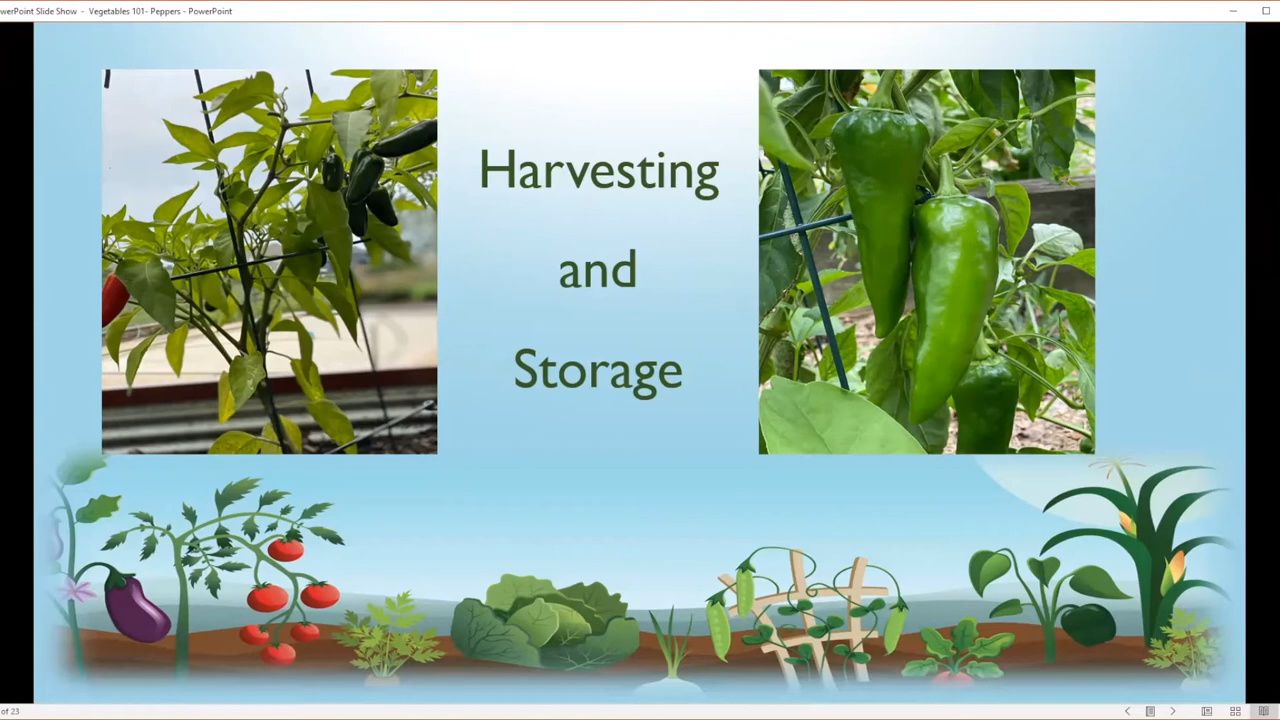 werPoint Slide Show - Vegetables 101- Peppers - PowerPoint
Harvesting
and
Storage
of 23